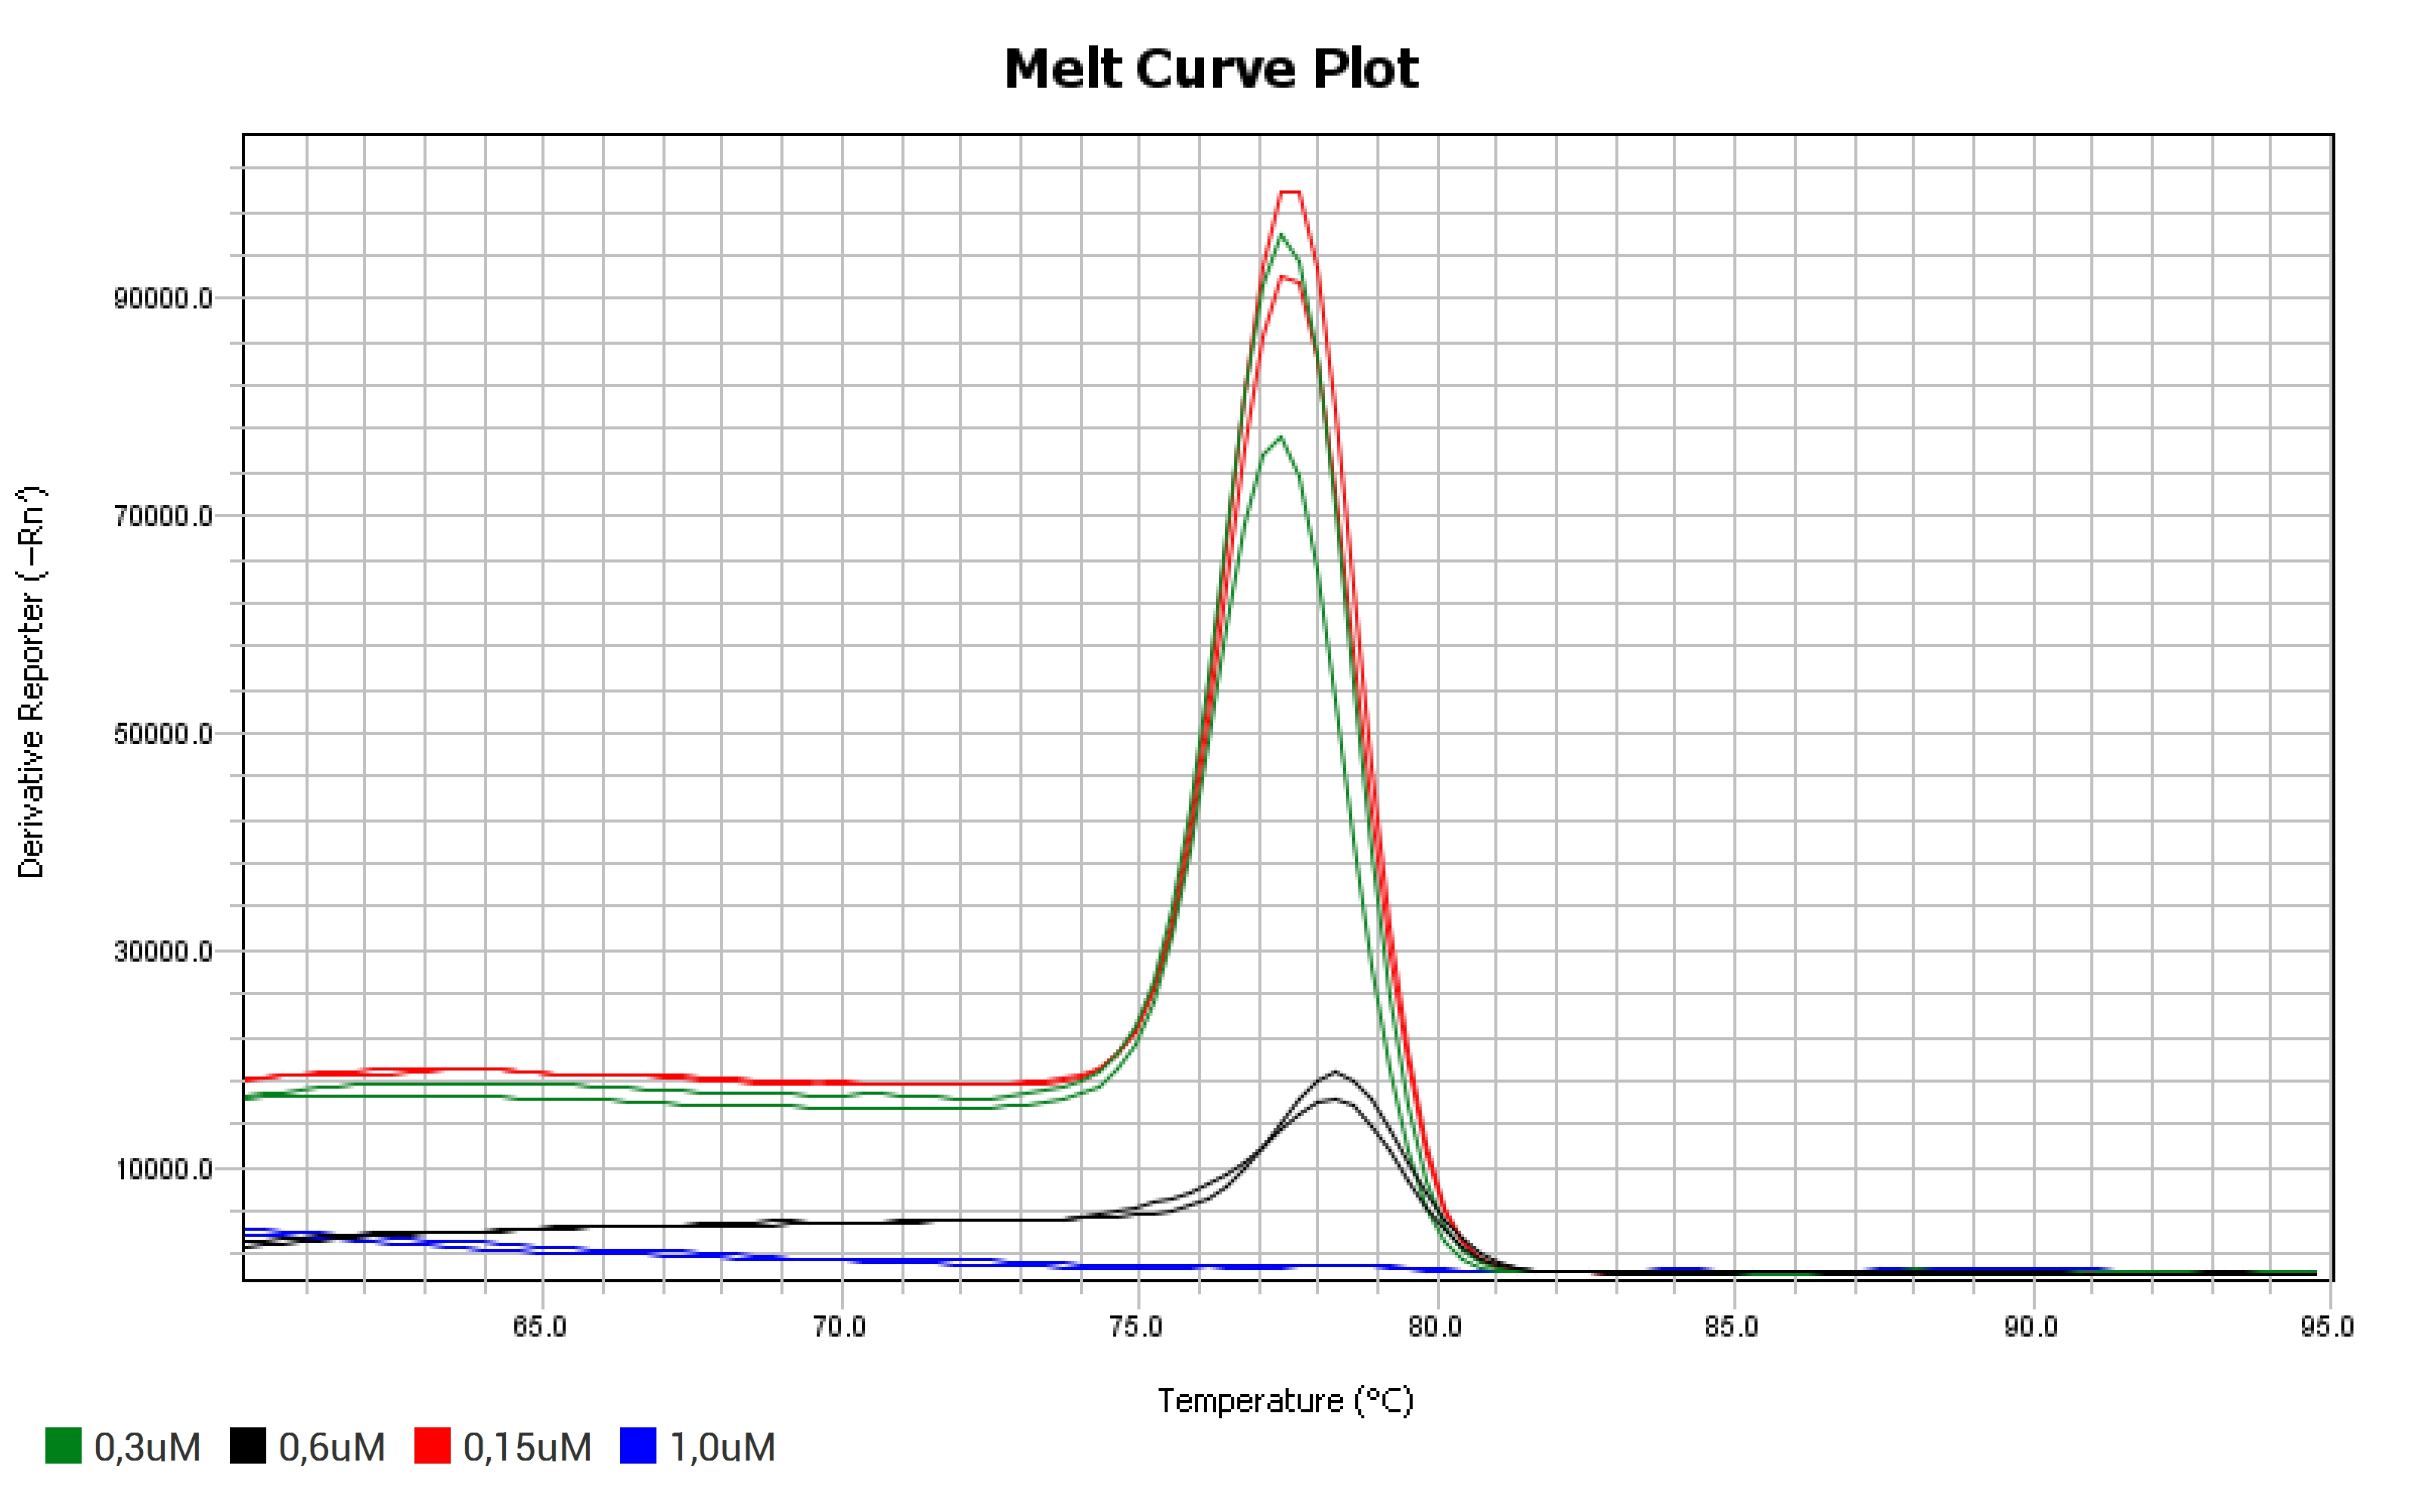 Melt Curve Plot
Derivative Reporter (-Rn')
90000.0
70000.0
50000.0
30000.0
10000.0
65.0 70.0 75.0 80.0 85.0 90.0 95.0
Temperature (°C)
0,3uM 0,6uM 0,15uM 1,0uM